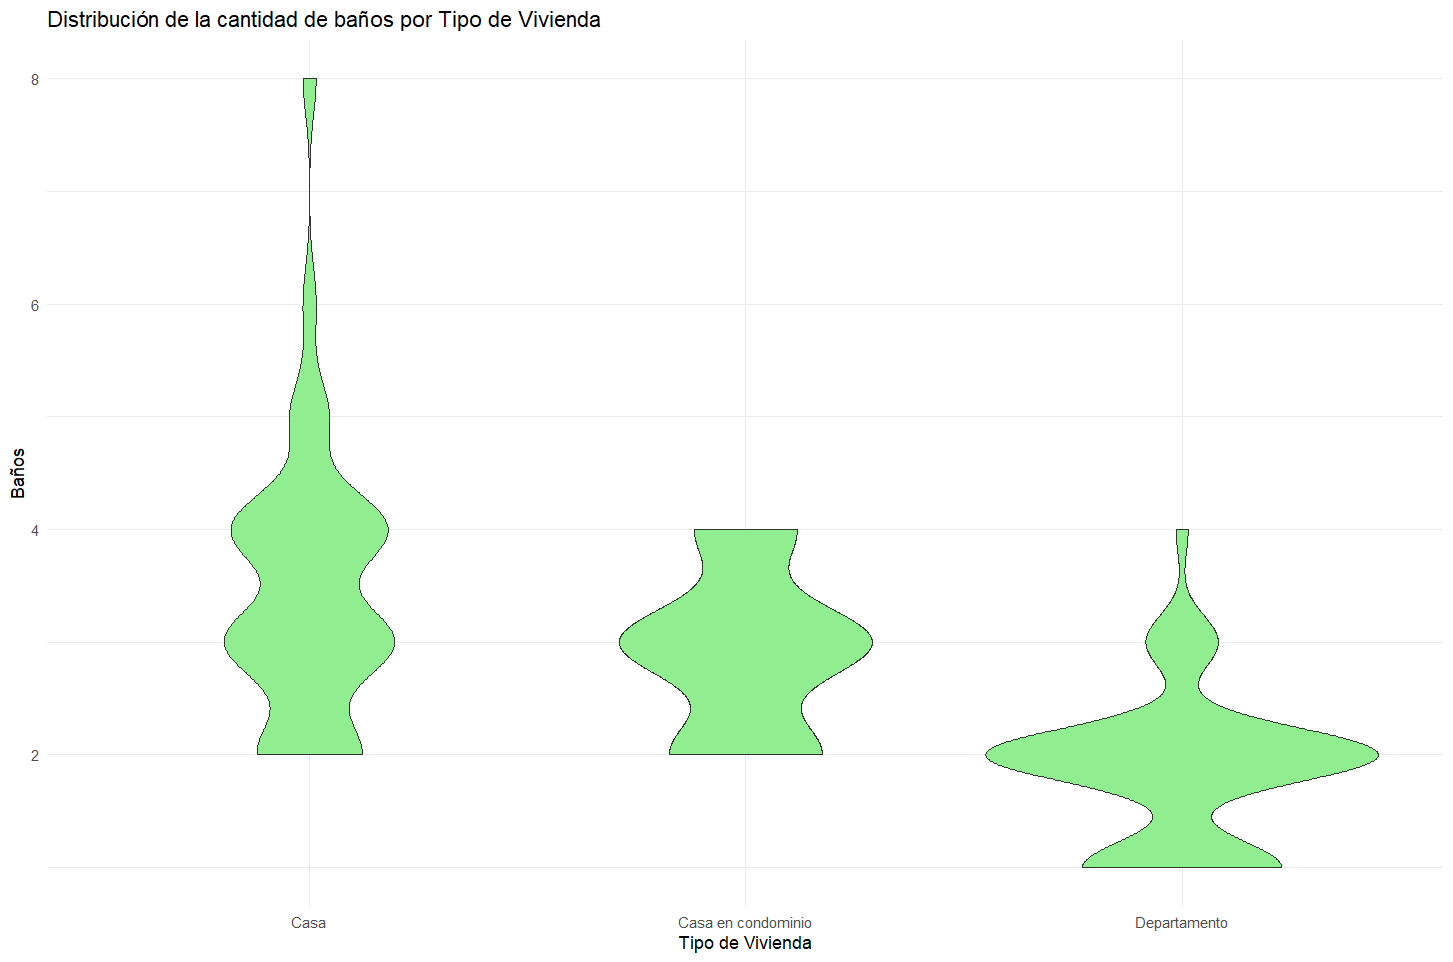 Distribución de la cantidad de baños por Tipo de Vivienda
8
6
4
2
Baños
Casa
Casa en condominio
Departamento
Tipo de Vivienda